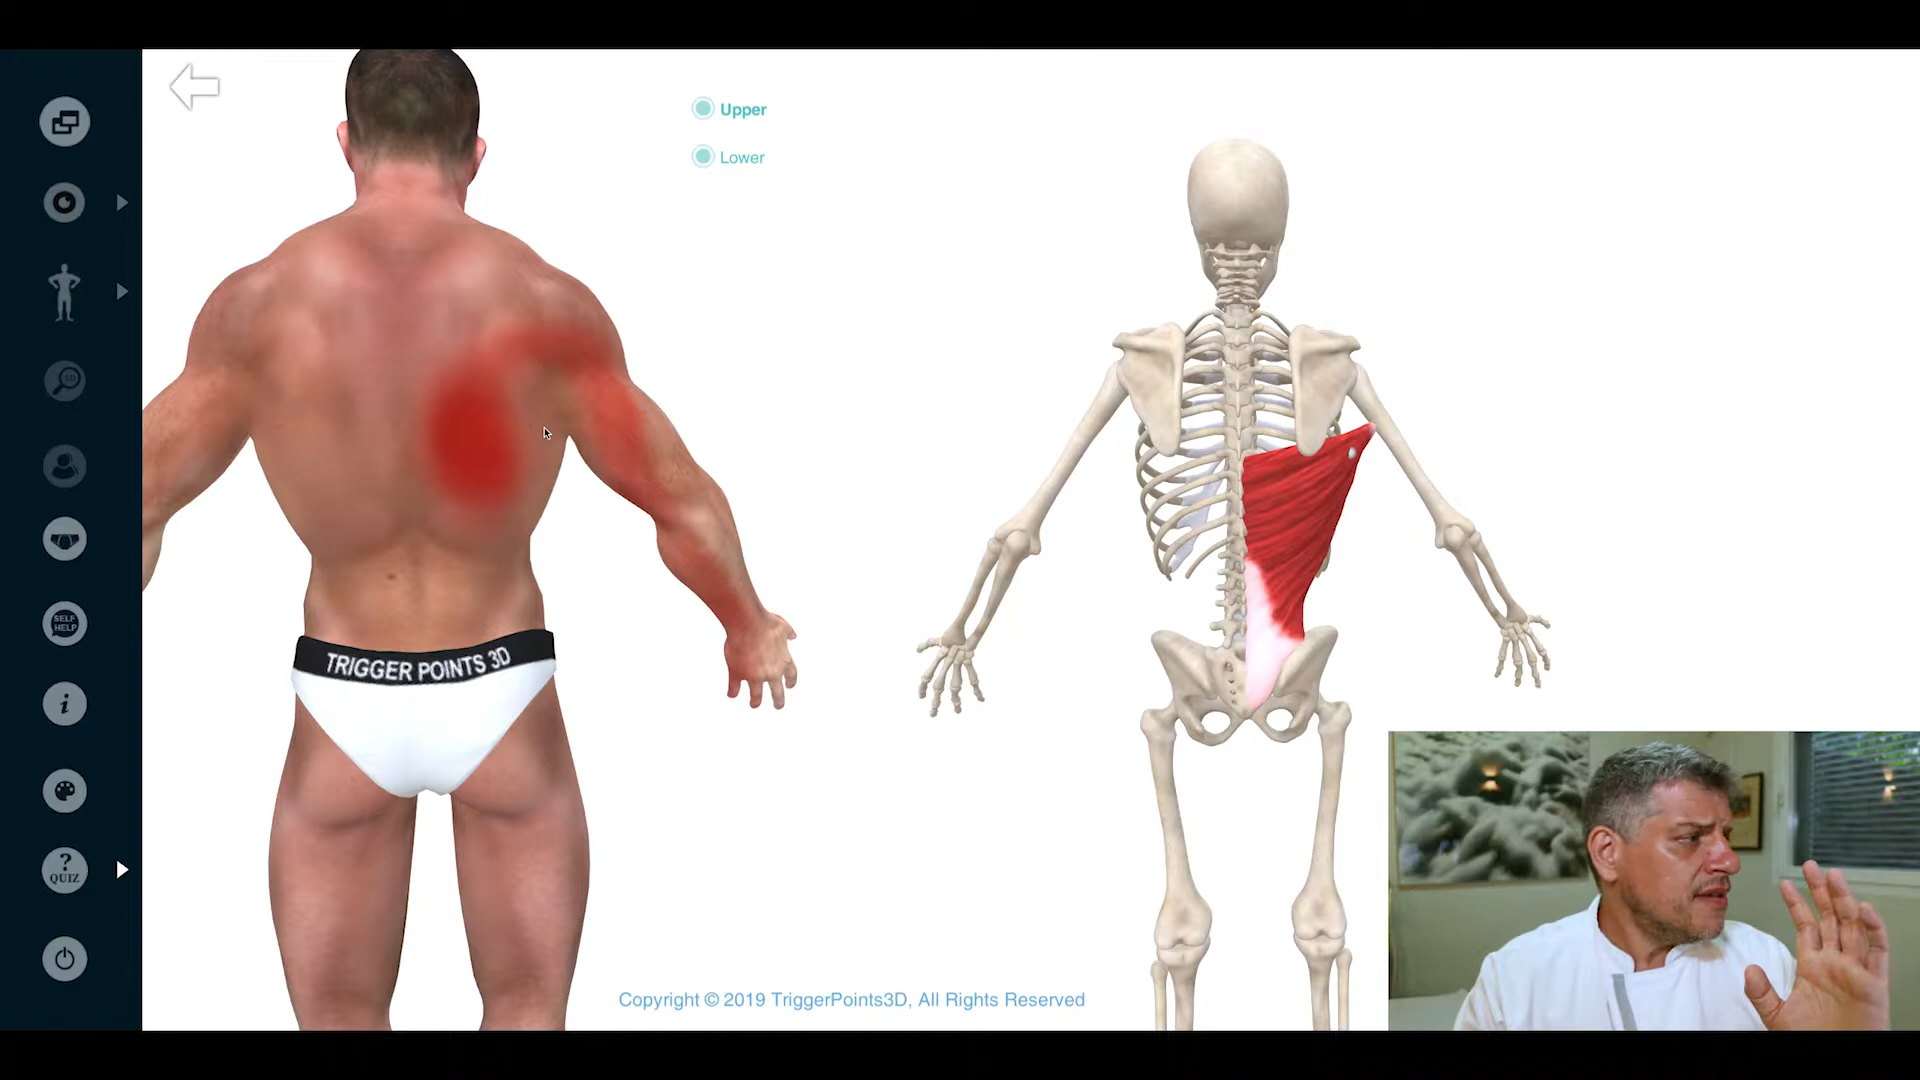 Upper
Lower
TRIGGER POINTS 3D
SELF
HELP
i
?
QUIZ
Copyright © 2019 TriggerPoints3D, All Rights Reserved